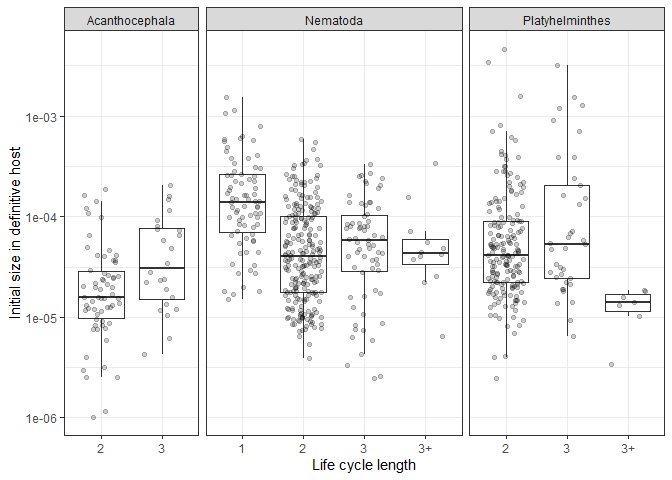 Acanthocephala Nematoda Platyhelminthes
Initial size in definitive host
1e-03
1e-04
1e-05
1e-06
2 3 1 2 3 3+ 2 3 3+
Life cycle length